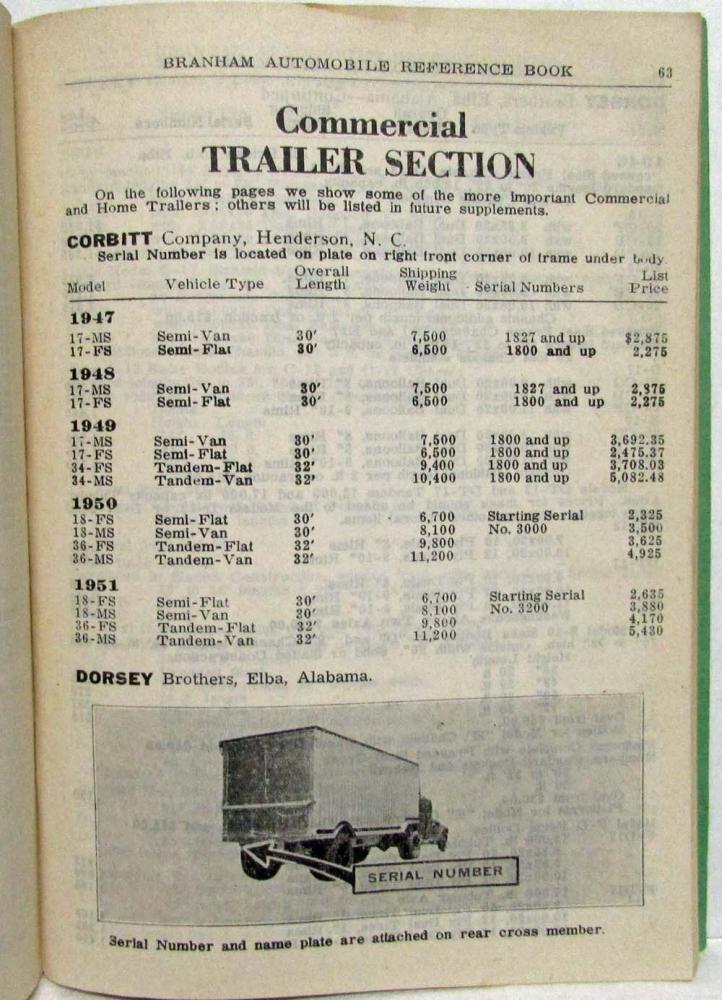 BRANHAM AUTOMOBILE REFERENCE BOOK 63
Commercial
TRAILER SECTION
On the following pages we show some of the more important Commercial
and Home Trailers; others will be listed in future supplements.
CORBITT Company, Henderson, N. C.
Serial Number is located on plate on right front corner of frame under body.
Model Vehicle Type Overall Length Shipping Weight Serial Numbers List Price
1947
17-MS Semi-Van 30' 7,500 1827 and up $2,875
17-FS Semi-Flat 30' 6,500 1800 and up 2,275
1948
17-MS Semi-Van 30' 7,500 1827 and up 2,875
17-FS Semi-Flat 30' 6,500 1800 and up 2,275
1949
17-MS Semi-Van 30' 7,500 1800 and up 3,692.35
17-FS Semi-Flat 30' 6,500 1800 and up 2,475.37
34-FS Tandem-Flat 32' 9,400 1800 and up 3,708.03
34-MS Tandem-Van 32' 10,400 1800 and up 5,082.48
1950
18-FS Semi-Flat 30' 6,700 Starting Serial 2,325
18-MS Semi-Van 30' 8,100 No. 3000 3,500
36-FS Tandem-Flat 32' 9,800 3,625
36-MS Tandem-Van 32' 11,200 4,925
1951
18-FS Semi-Flat 30' 6,700 Starting Serial 2,635
18-MS Semi-Van 30' 8,100 No. 3200 3,880
36-FS Tandem-Flat 32' 9,800 4,170
36-MS Tandem-Van 32' 11,200 5,430
DORSEY Brothers, Elba, Alabama.
SERIAL NUMBER
Serial Number and name plate are attached on rear cross member.